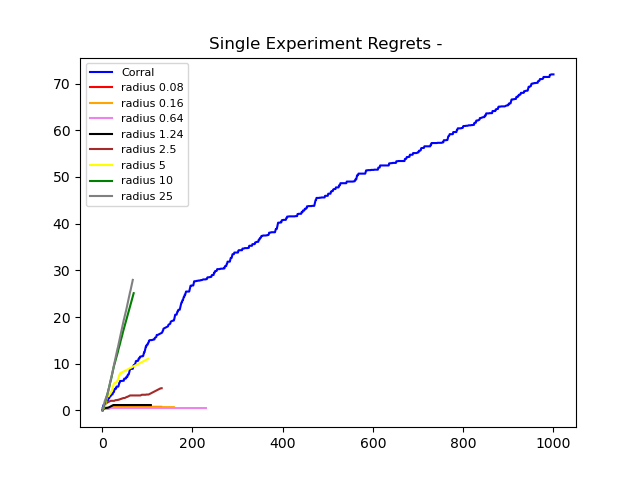 Single Experiment Regrets -
Corral
radius 0.08
radius 0.16
radius 0.64
radius 1.24
radius 2.5
radius 5
radius 10
radius 25
70
60
50
40
30
20
10
0
0 200 400 600 800 1000